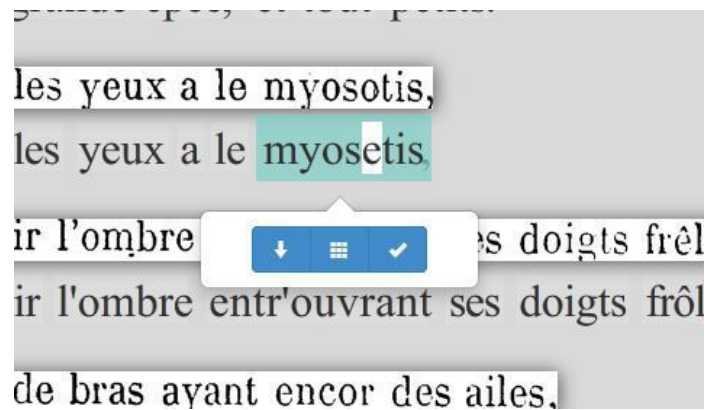 les yeux a le myosotis,
les yeux a le myosetis,
ir l’ombre es doigts frêl
ir l'ombre entr'ouvrant ses doigts frôl
de bras ayant encor des ailes,